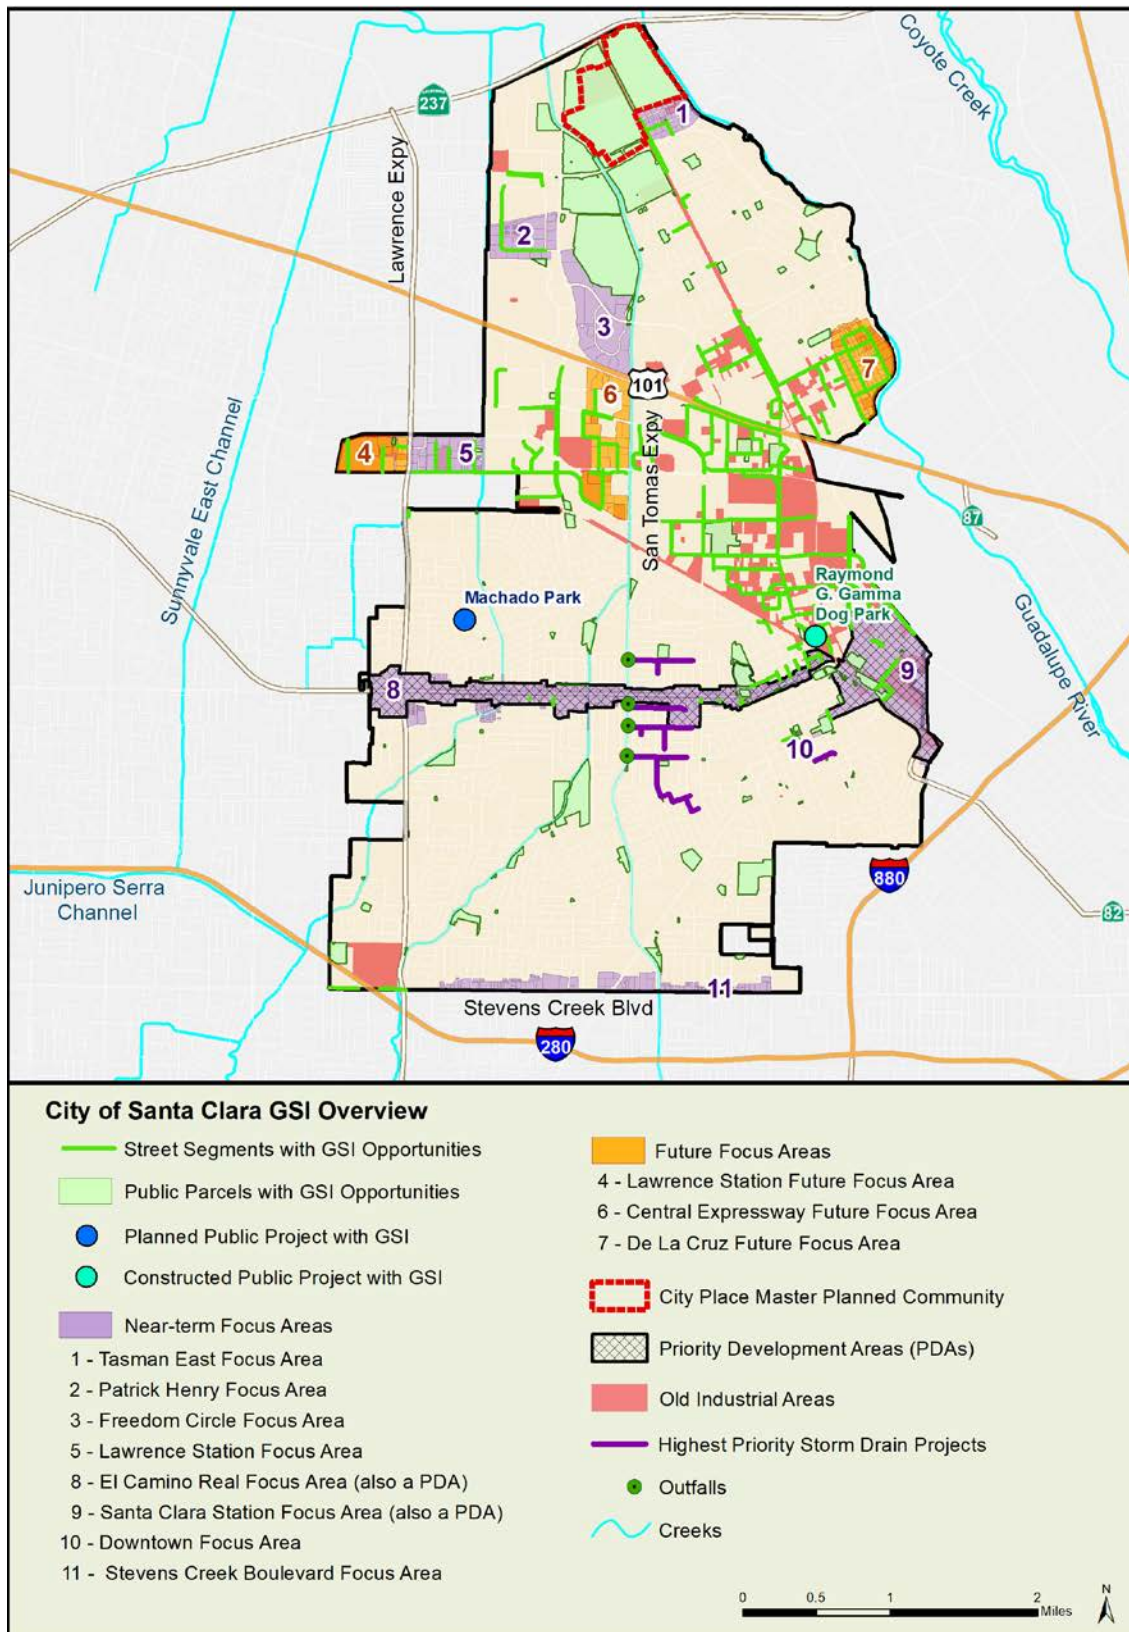 Coyote Creek
237
1
Lawrence Expy
2
3
7
101
6
San Tomas Expy
4
5
Sunnyvale East Channel
87
Raymond
G. Gamma
Dog Park
Machado Park
Guadalupe River
9
8
10
880
Junipero Serra
Channel
82
11
Stevens Creek Blvd
280
City of Santa Clara GSI Overview
Street Segments with GSI Opportunities
Public Parcels with GSI Opportunities
Planned Public Project with GSI
Constructed Public Project with GSI
Near-term Focus Areas
1 - Tasman East Focus Area
2 - Patrick Henry Focus Area
3 - Freedom Circle Focus Area
5 - Lawrence Station Focus Area
8 - El Camino Real Focus Area (also a PDA)
9 - Santa Clara Station Focus Area (also a PDA)
10 - Downtown Focus Area
11 - Stevens Creek Boulevard Focus Area
Future Focus Areas
4 - Lawrence Station Future Focus Area
6 - Central Expressway Future Focus Area
7 - De La Cruz Future Focus Area
City Place Master Planned Community
Priority Development Areas (PDAs)
Old Industrial Areas
Highest Priority Storm Drain Projects
Outfalls
Creeks
0 0.5 1 2
Miles
N